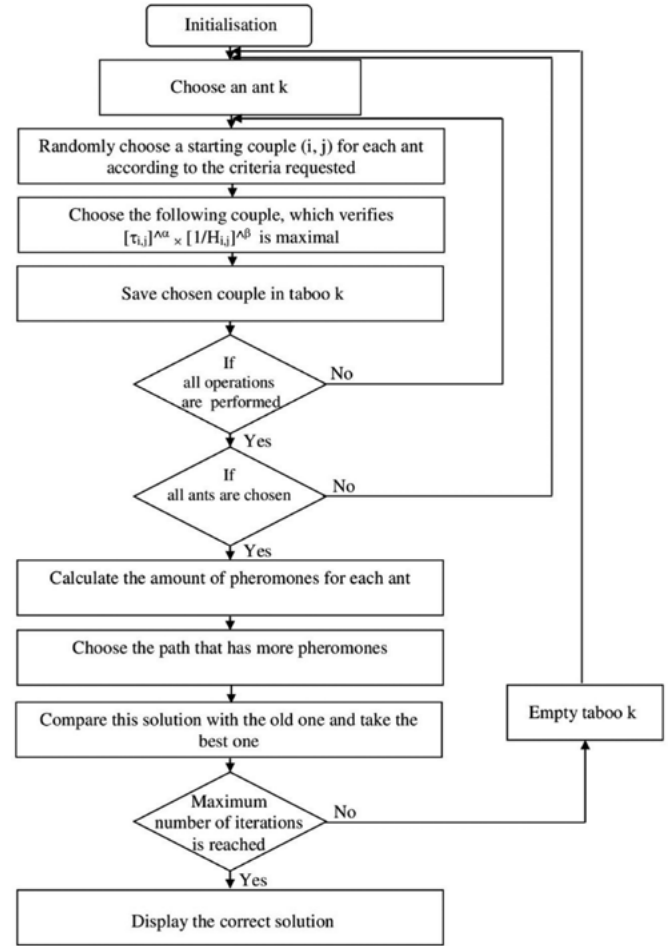 Initialisation
Choose an ant k
Randomly choose a starting couple (i, j) for each ant
according to the criteria requested
Choose the following couple, which verifies
[τi,j]^α × [1/Hi,j]^β is maximal
Save chosen couple in taboo k
If
all operations
are performed
No
Yes
If
all ants are chosen
No
Yes
Calculate the amount of pheromones for each ant
Choose the path that has more pheromones
Compare this solution with the old one and take the
best one
Empty taboo k
Maximum
number of iterations
is reached
No
Yes
Display the correct solution